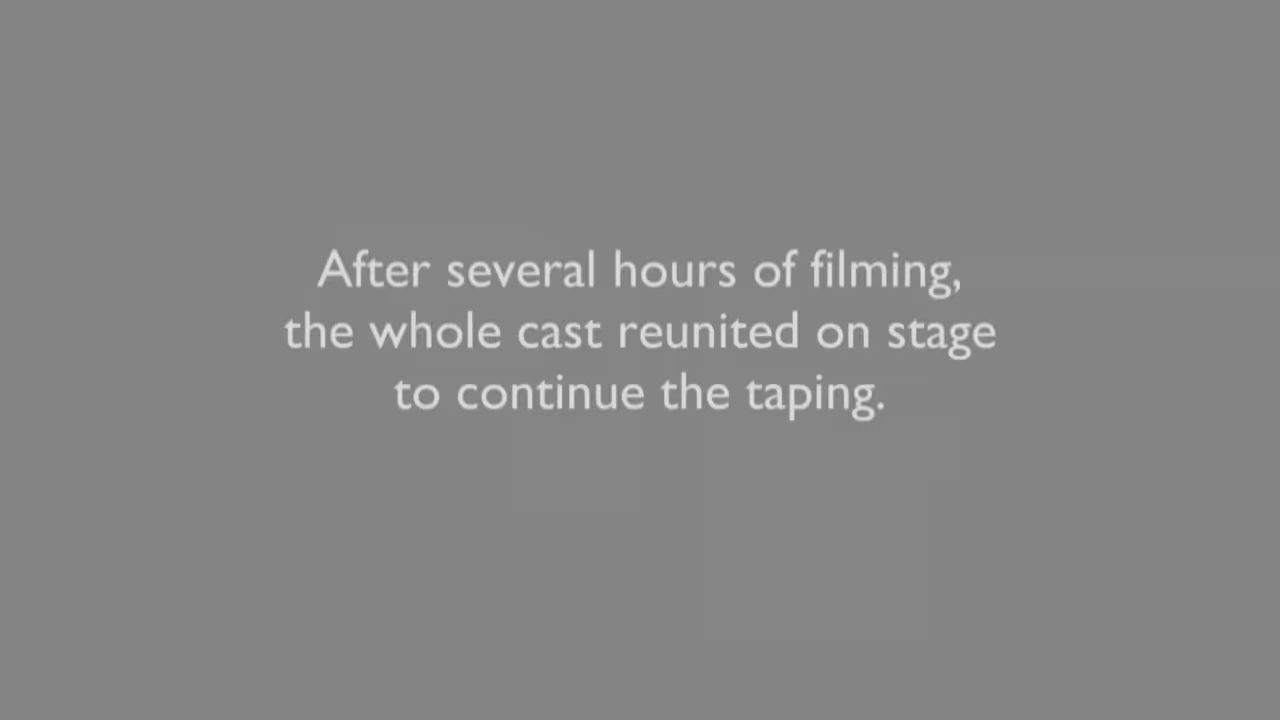 After several hours of filming,
the whole cast reunited on stage
to continue the taping.